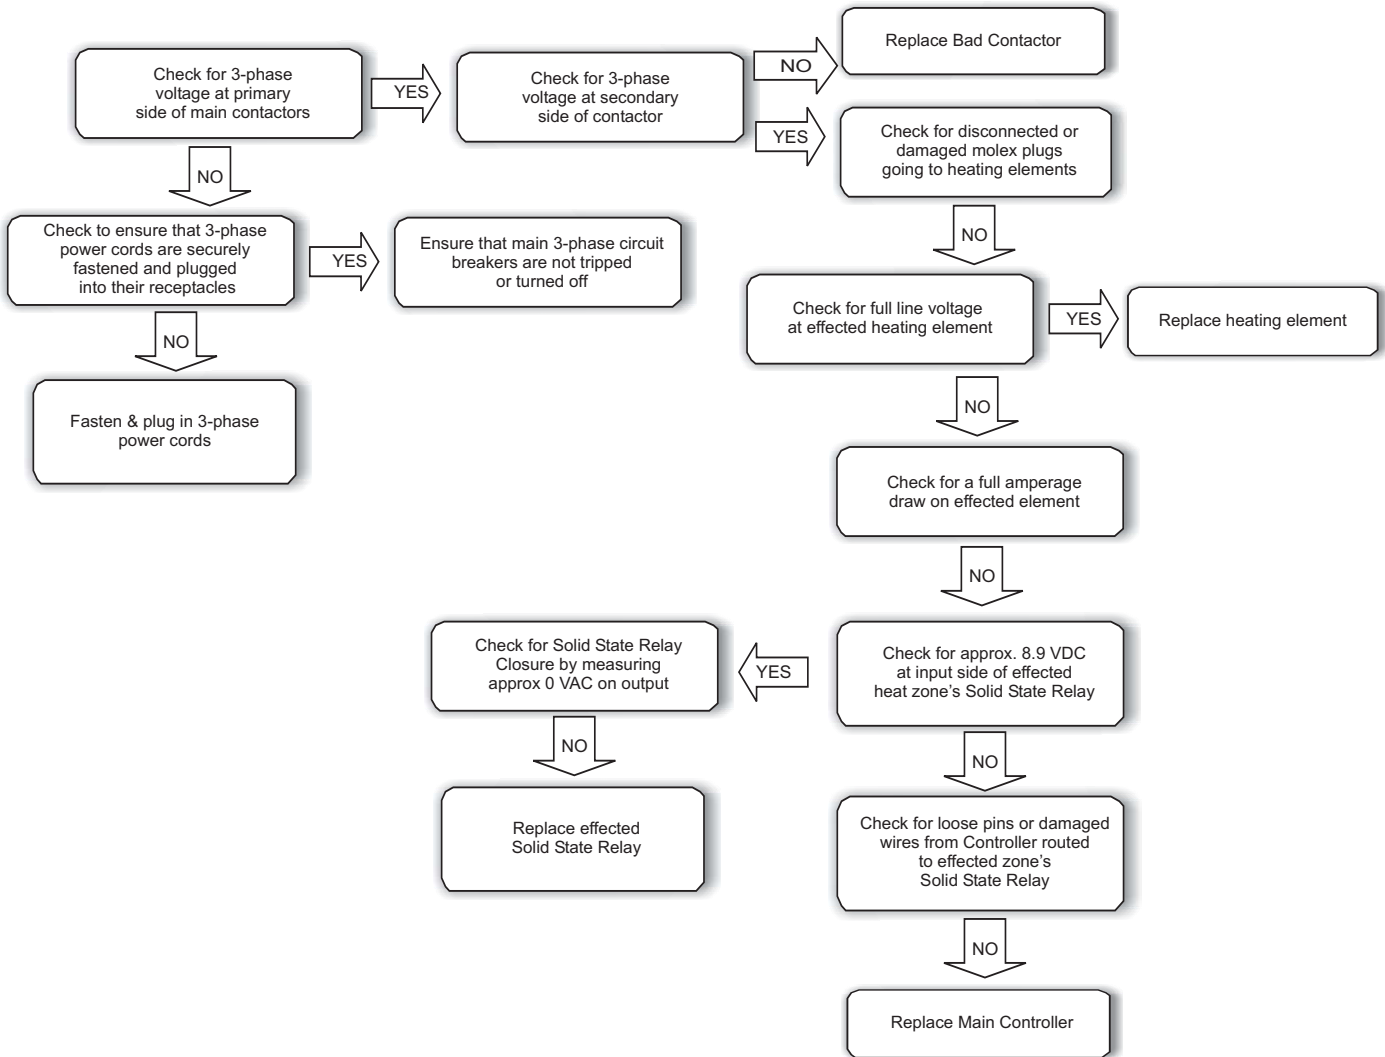 Check for 3-phase
voltage at primary
side of main contactors
YES
Check for 3-phase
voltage at secondary
side of contactor
NO
Replace Bad Contactor
YES
Check for disconnected or
damaged molex plugs
going to heating elements
NO
Check to ensure that 3-phase
power cords are securely
fastened and plugged
into their receptacles
YES
Ensure that main 3-phase circuit
breakers are not tripped
or turned off
NO
Fasten & plug in 3-phase
power cords
NO
Check for full line voltage
at effected heating element
YES
Replace heating element
NO
Check for a full amperage
draw on effected element
NO
Check for approx. 8.9 VDC
at input side of effected
heat zone's Solid State Relay
YES
Check for Solid State Relay
Closure by measuring
approx 0 VAC on output
NO
Replace effected
Solid State Relay
NO
Check for loose pins or damaged
wires from Controller routed
to effected zone's
Solid State Relay
NO
Replace Main Controller